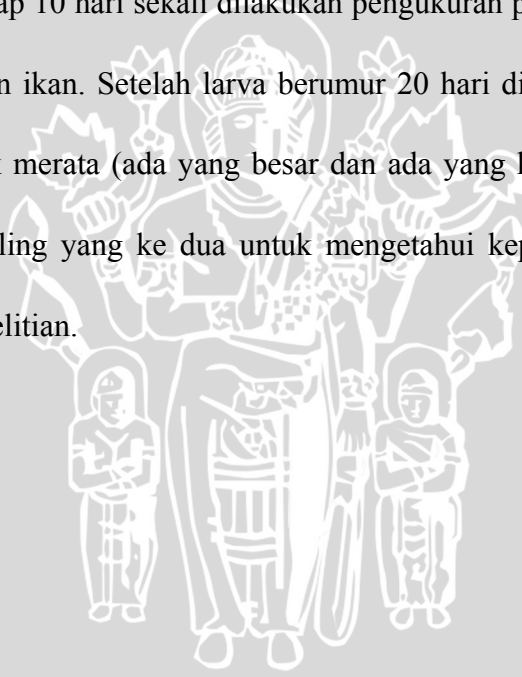 ap 10 hari sekali dilakukan pengukuran p
n ikan. Setelah larva berumur 20 hari di
k merata (ada yang besar dan ada yang k
ling yang ke dua untuk mengetahui kep
elitian.